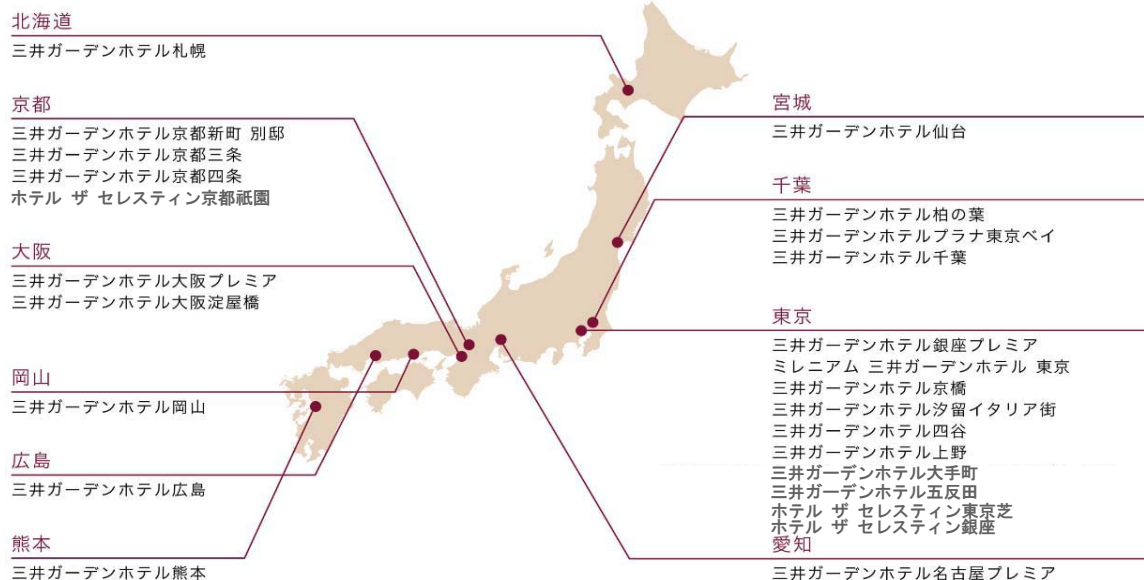 北海道
三井ガーデンホテル札幌
京都
三井ガーデンホテル京都新町 別邸
三井ガーデンホテル京都三条
三井ガーデンホテル京都四条
ホテル ザ セレスティン京都祇園
大阪
三井ガーデンホテル大阪プレミア
三井ガーデンホテル大阪淀屋橋
岡山
三井ガーデンホテル岡山
広島
三井ガーデンホテル広島
熊本
三井ガーデンホテル熊本
宮城
三井ガーデンホテル仙台
千葉
三井ガーデンホテル柏の葉
三井ガーデンホテルプラナ東京ベイ
三井ガーデンホテル千葉
東京
三井ガーデンホテル銀座プレミア
ミレニアム 三井ガーデンホテル 東京
三井ガーデンホテル京橋
三井ガーデンホテル汐留イタリア街
三井ガーデンホテル四谷
三井ガーデンホテル上野
三井ガーデンホテル大手町
三井ガーデンホテル五反田
ホテル ザ セレスティン東京芝
ホテル ザ セレスティン銀座
愛知
三井ガーデンホテル名古屋プレミア